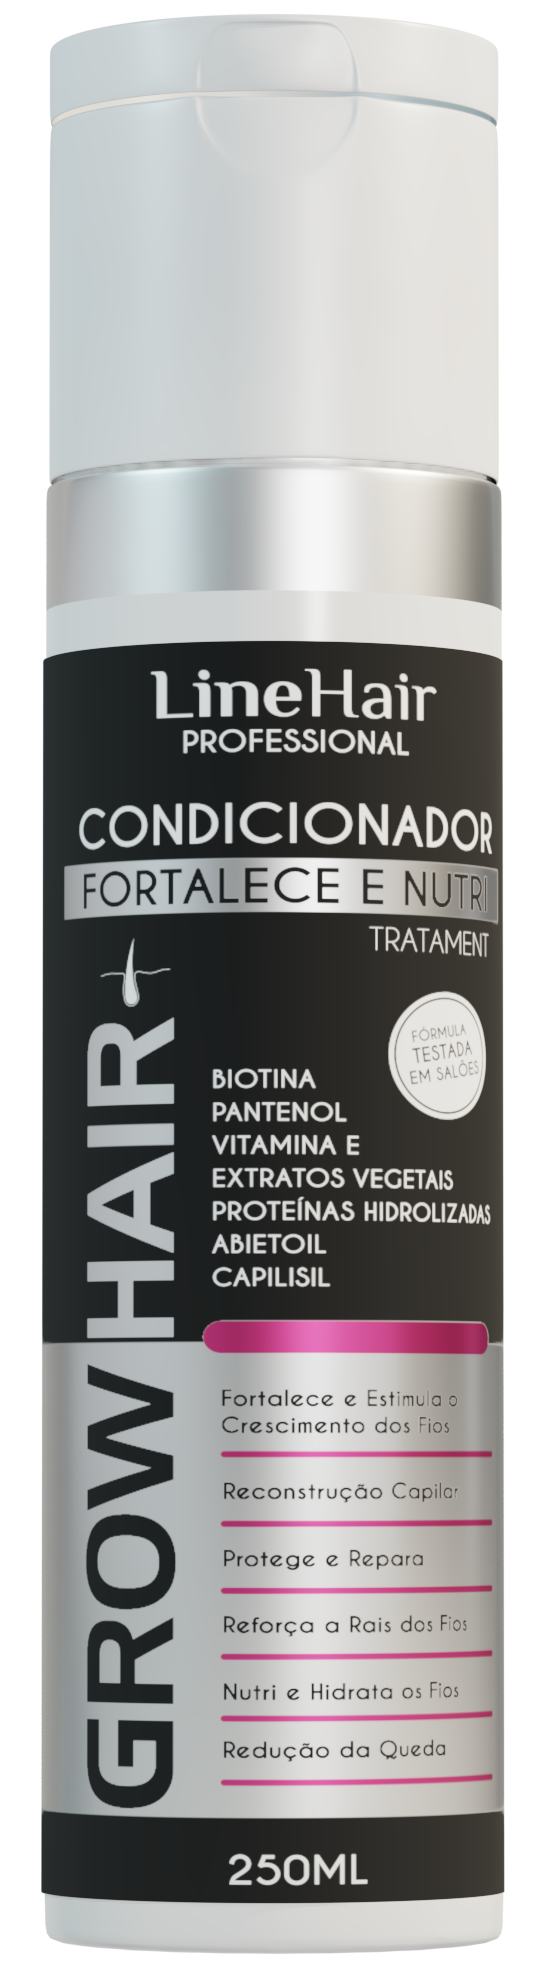 LineHair
PROFESSIONAL
CONDICIONADOR
FORTALECE E NUTRI
TRATAMENT
GROW HAIR
FÓRMULA
TESTADA
EM SALÕES
BIOTINA
PANTENOL
VITAMINA E
EXTRATOS VEGETAIS
PROTEÍNAS HIDROLIZADAS
ABIETOIL
CAPILISIL
Fortalece e Estimula o
Crescimento dos Fios
Reconstrução Capilar
Protege e Repara
Reforça a Rais dos Fios
Nutri e Hidrata os Fios
Redução da Queda
250ML